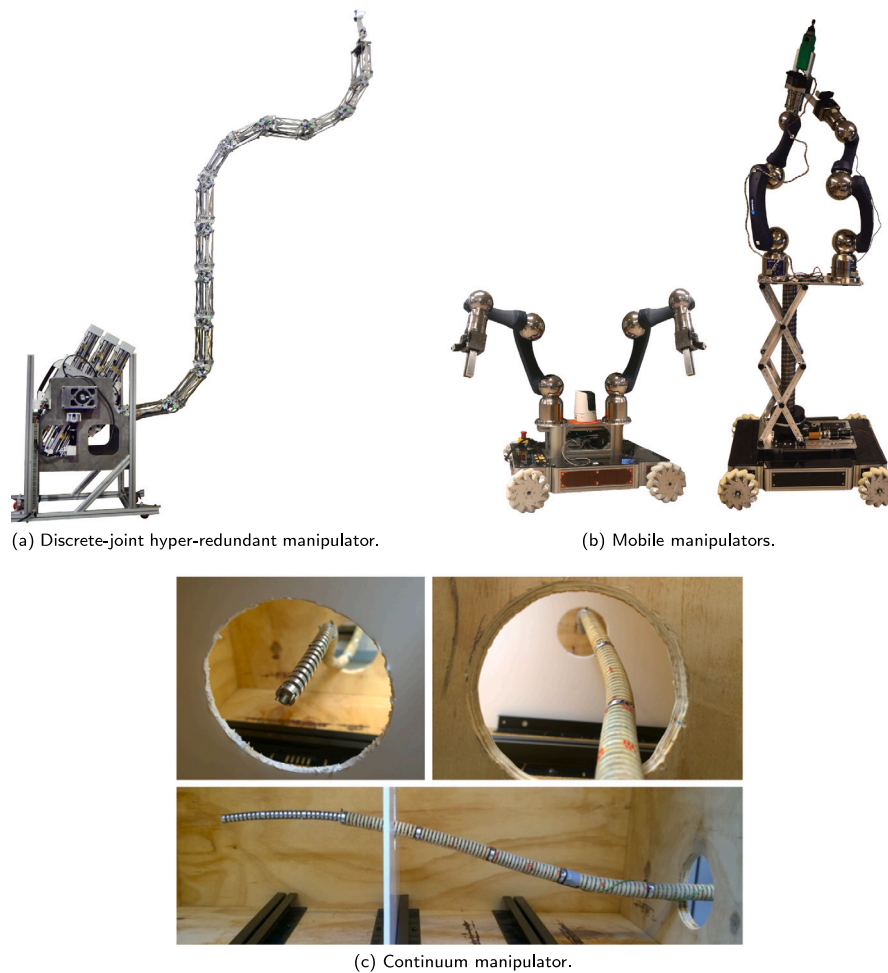 (a) Discrete-joint hyper-redundant manipulator.
(b) Mobile manipulators.
(c) Continuum manipulator.